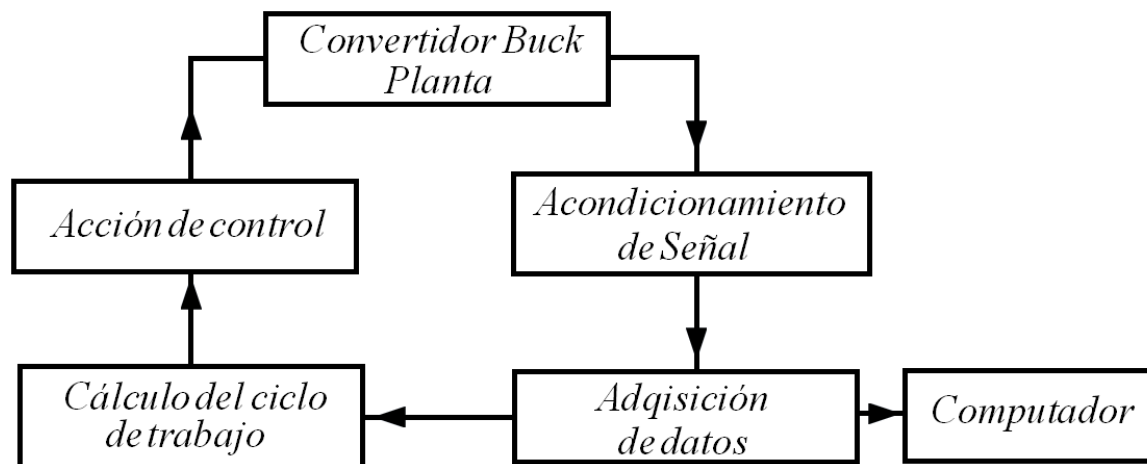 Convertidor Buck
Planta
Acción de control
Acondicionamiento
de Señal
Cálculo del ciclo
de trabajo
Adqisición
de datos
Computador